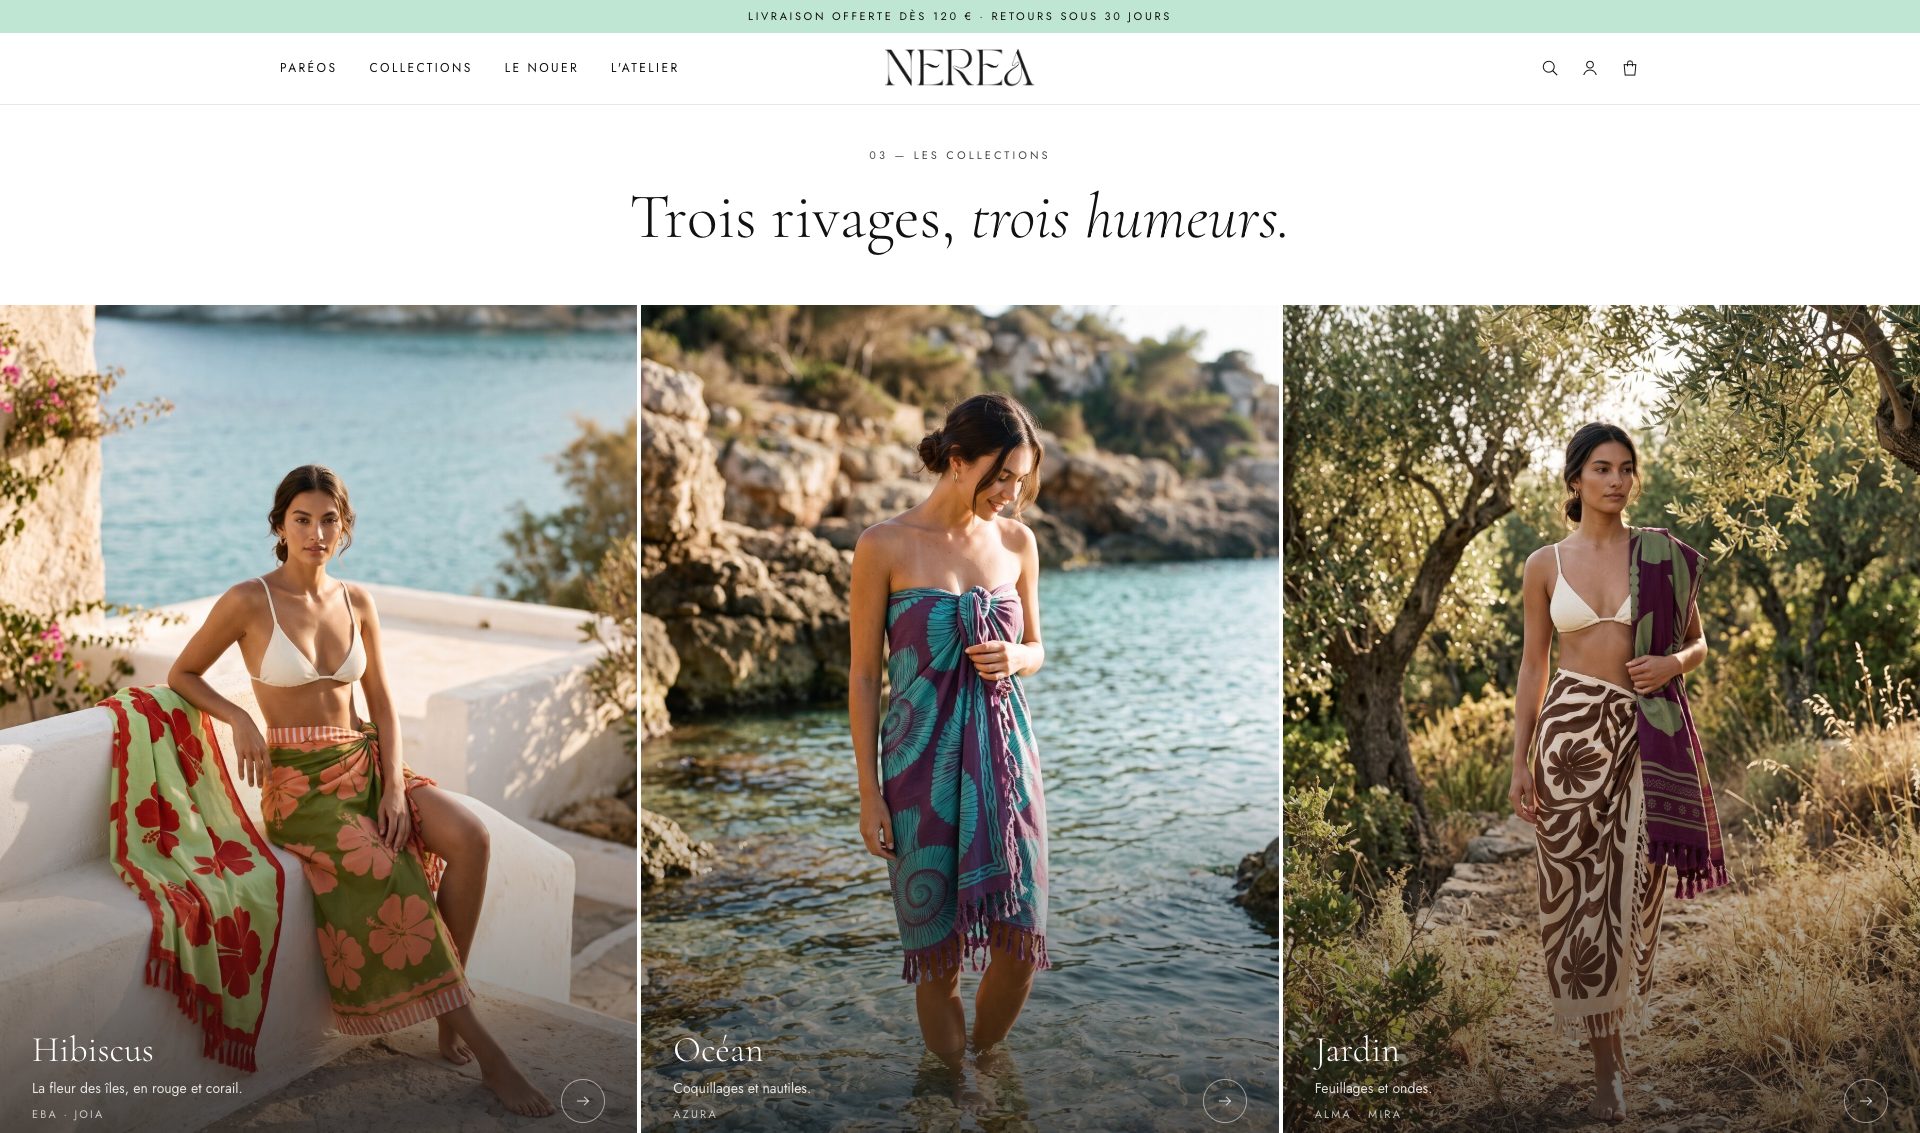 LIVRAISON OFFERTE DÈS 120 € · RETOURS SOUS 30 JOURS
PARÉOS COLLECTIONS LE NOUER L'ATELIER NEREA
03 — LES COLLECTIONS
Trois rivages, trois humeurs.
Hibiscus
La fleur des îles, en rouge et corail.
EBA · JOIA
Océan
Coquillages et nautiles.
AZURA
Jardin
Feuillages et ondes.
ALMA · MIRA